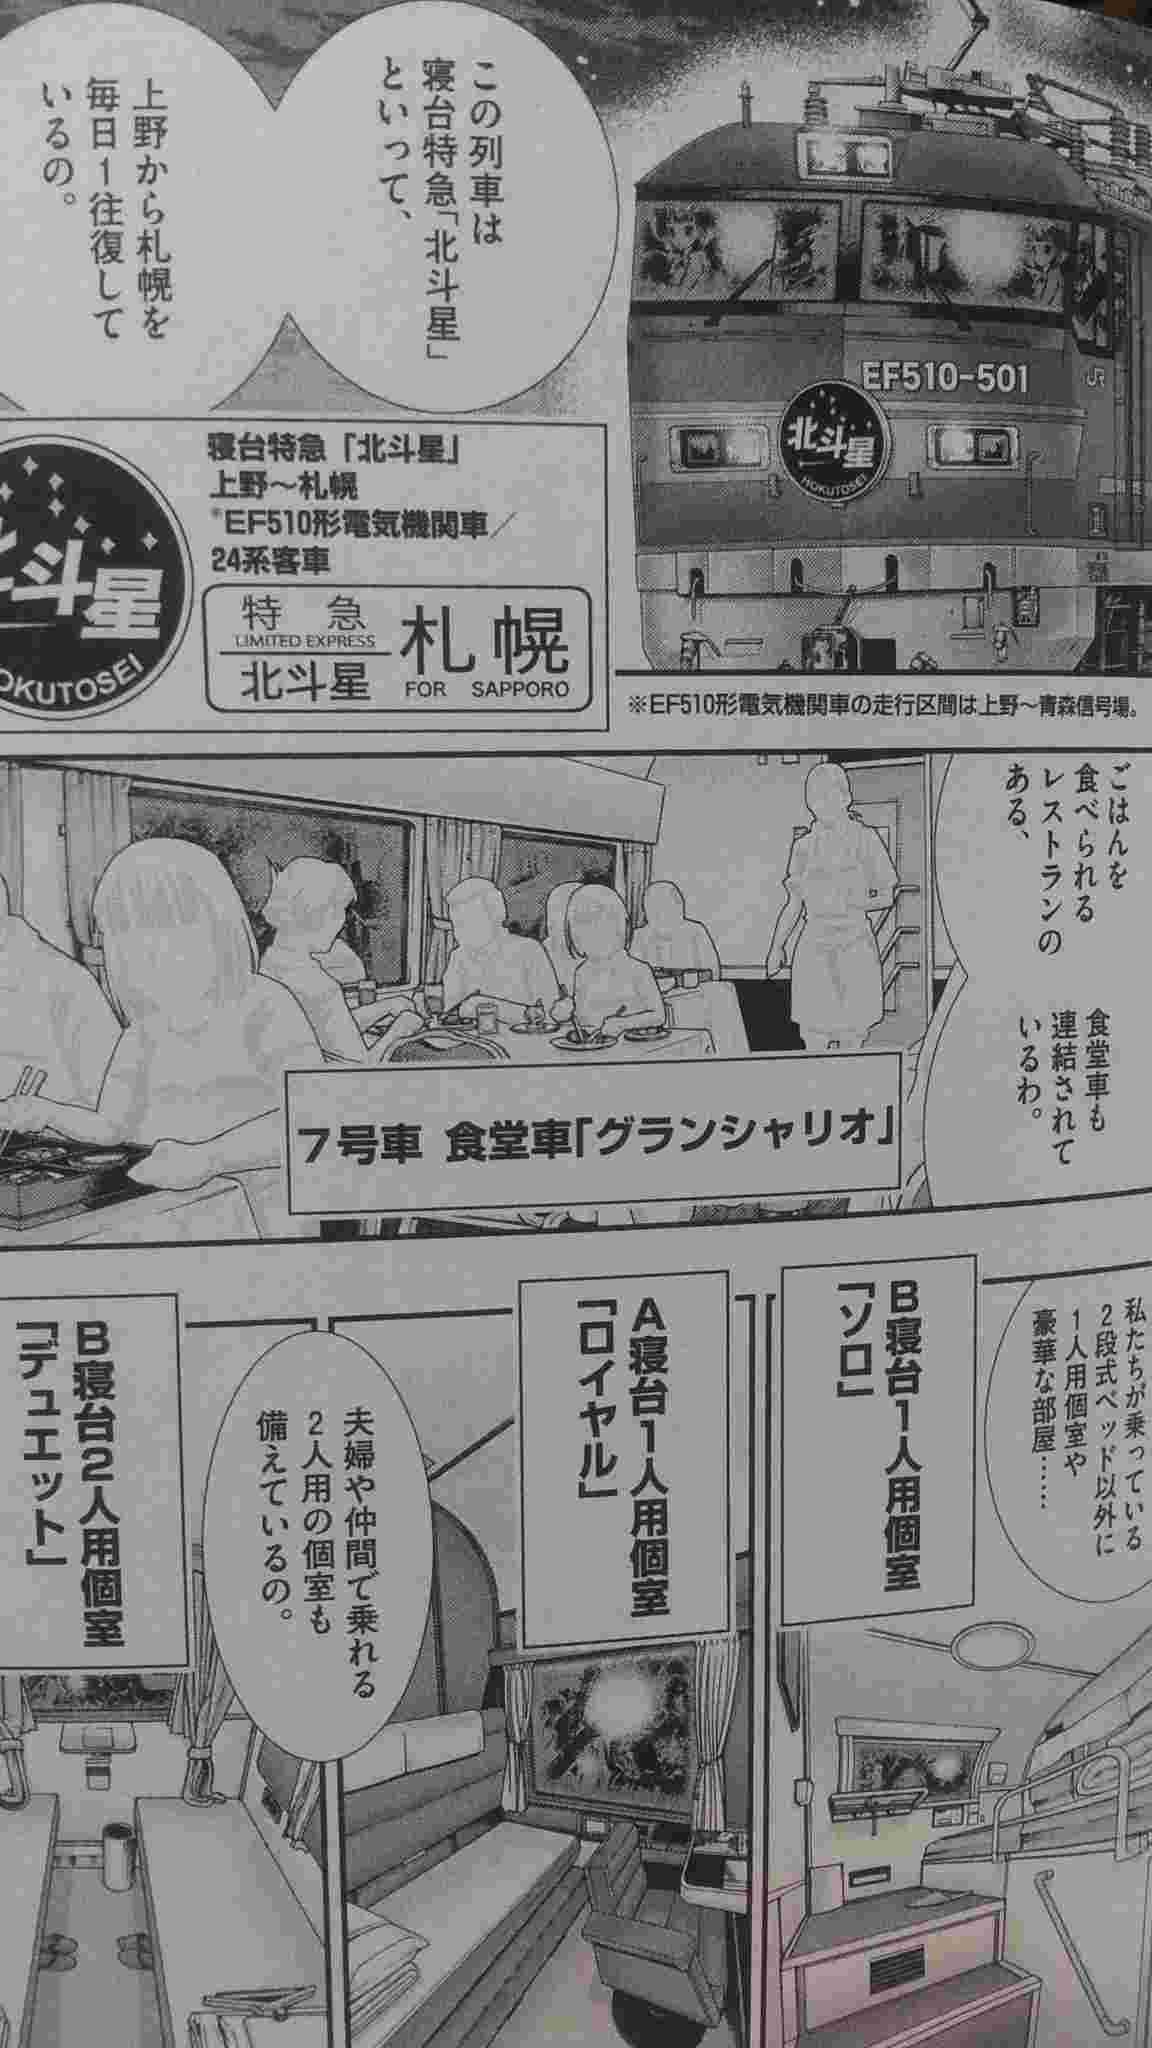 この列車は
寝台特急「北斗星」
といって、
上野から札幌を
毎日1往復して
いるの。
EF510-501
JR
北斗星
HOKUTOSEI
※EF510形電気機関車の走行区間は上野〜青森信号場。
寝台特急「北斗星」
上野〜札幌
*EF510形電気機関車／
24系客車
特急
LIMITED EXPRESS
北斗星
札幌
FOR SAPPORO
斗星
OKUTOSEI
ごはんを
食べられる
レストランの
ある、
食堂車も
連結されて
いるわ。
7号車 食堂車「グランシャリオ」
私たちが乗っている
2段式ベッド以外に
1人用個室や
豪華な部屋……
B寝台1人用個室
「ソロ」
A寝台1人用個室
「ロイヤル」
夫婦や仲間で乗れる
2人用の個室も
備えているの。
B寝台2人用個室
「デュエット」